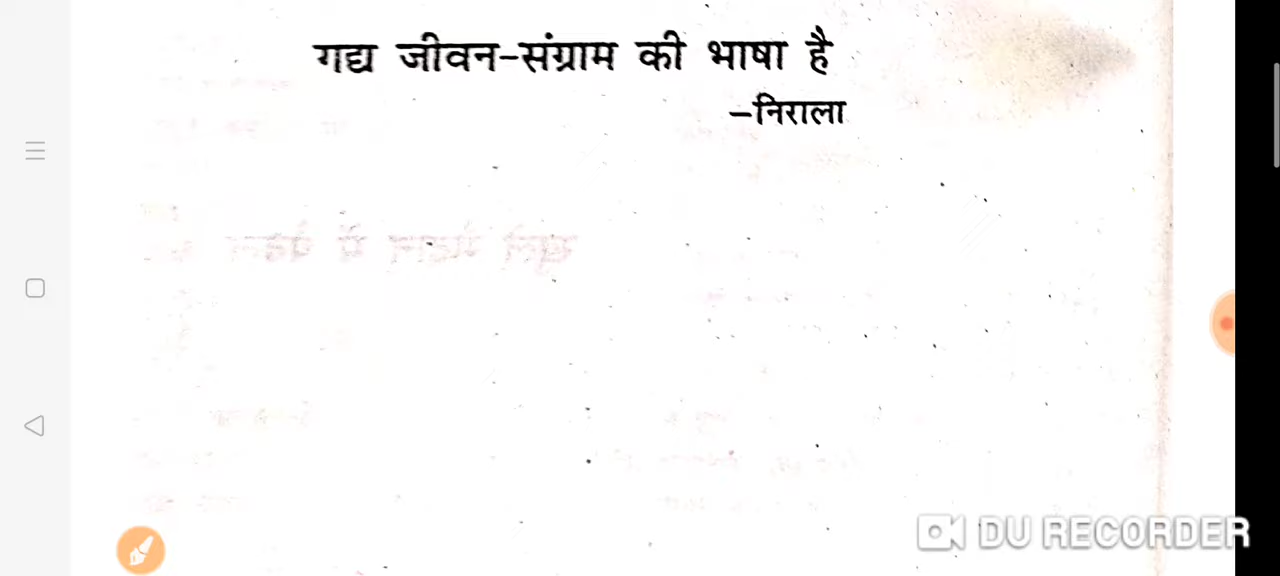 गद्य जीवन-संग्राम की भाषा है
-निराला
DU RECORDER